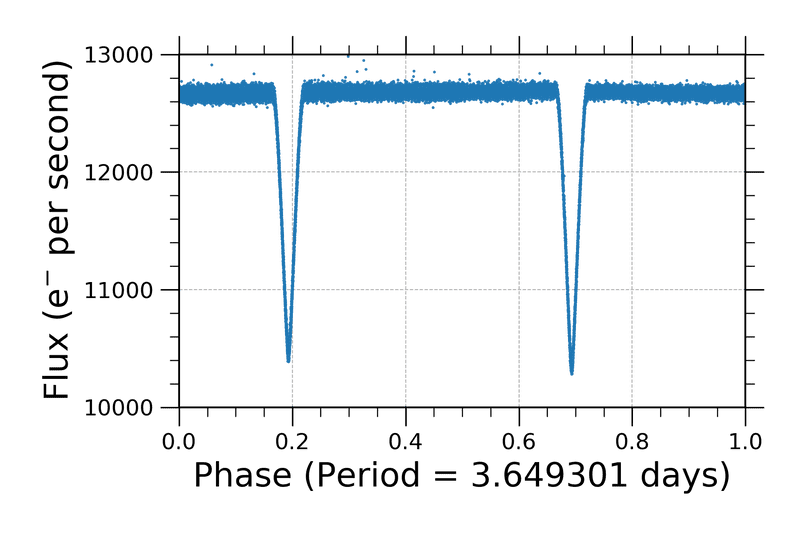 13000
12000
11000
10000
Flux (e⁻ per second)
0.0 0.2 0.4 0.6 0.8 1.0
Phase (Period = 3.649301 days)